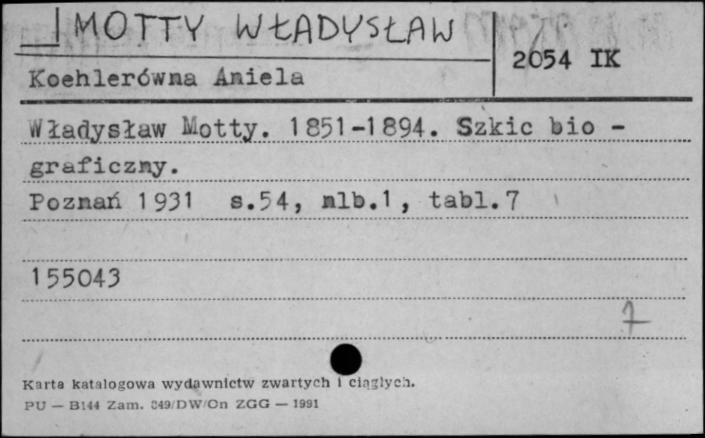 MOTTY WŁADYSŁAW
2054 IK
Koehlerówna Aniela
Władysław Motty. 1851-1894. Szkic bio -
graficzny.
Poznań 1931 s.54, nlb.1, tabl.7
155043
7
Karta katalogowa wydawnictw zwartych i ciągłych.
PU — B144 Zam. 349/DW/On ZGG — 1991